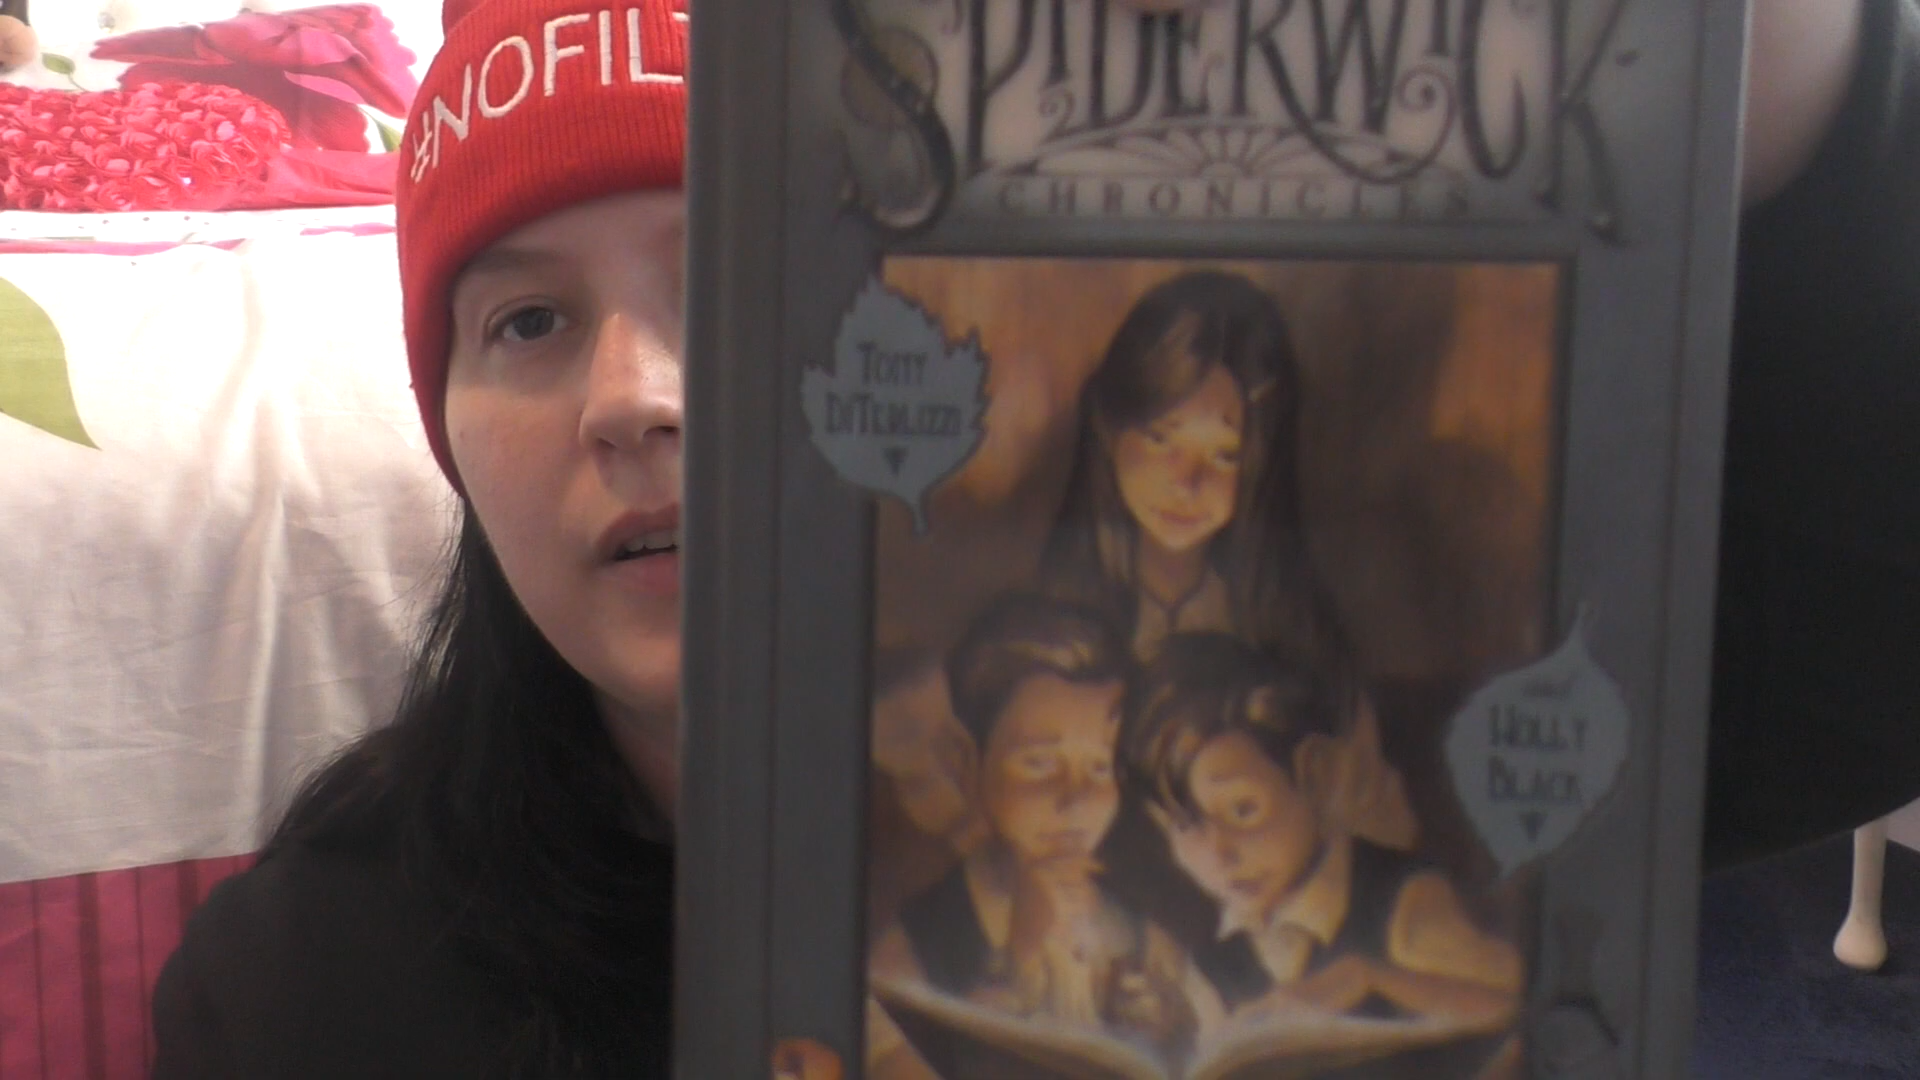 #NOFIL
SPIDERWICK
CHRONICLES
TONY
DITERLIZZI
and
HOLLY
BLACK